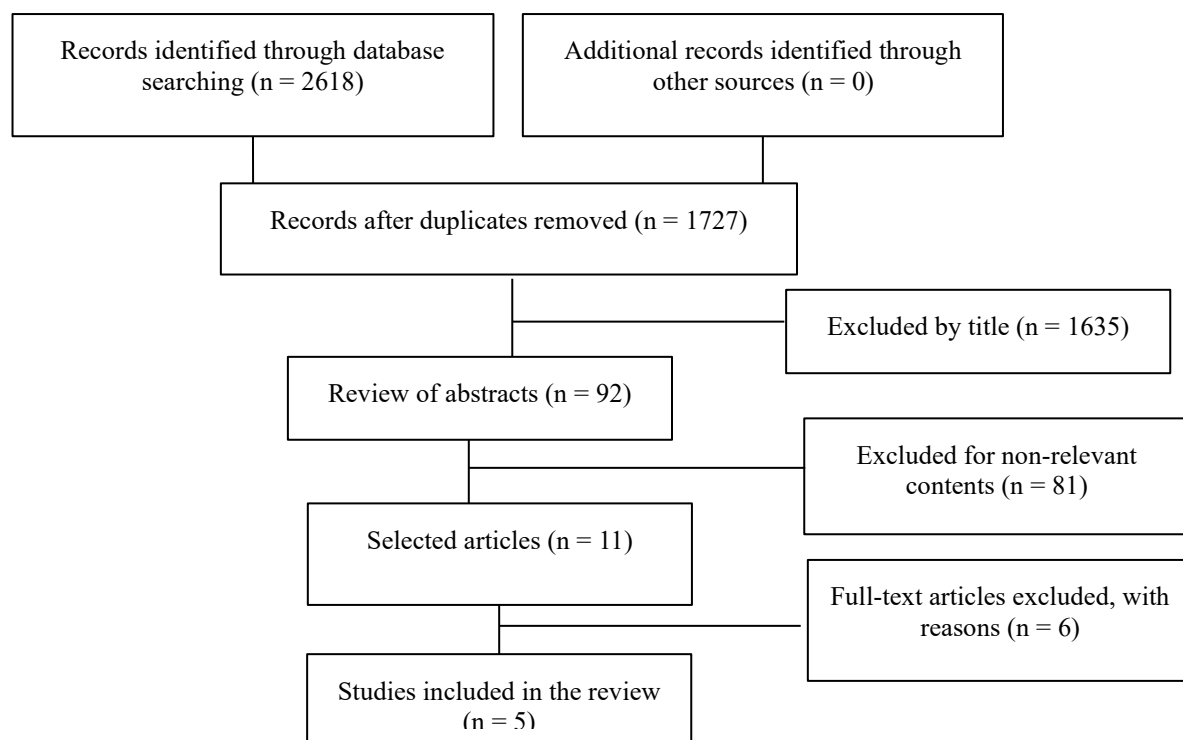 Records identified through database
searching (n = 2618)
Additional records identified through
other sources (n = 0)
Records after duplicates removed (n = 1727)
Excluded by title (n = 1635)
Review of abstracts (n = 92)
Excluded for non-relevant
contents (n = 81)
Selected articles (n = 11)
Full-text articles excluded, with
reasons (n = 6)
Studies included in the review
(n = 5)